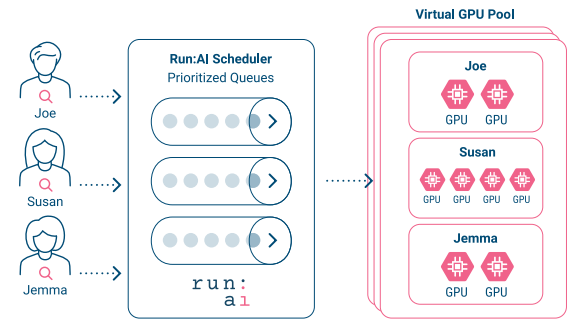 Joe
Susan
Jemma
Run:AI Scheduler
Prioritized Queues
run:
ai
Virtual GPU Pool
Joe
GPU GPU
Susan
GPU GPU GPU GPU
Jemma
GPU GPU